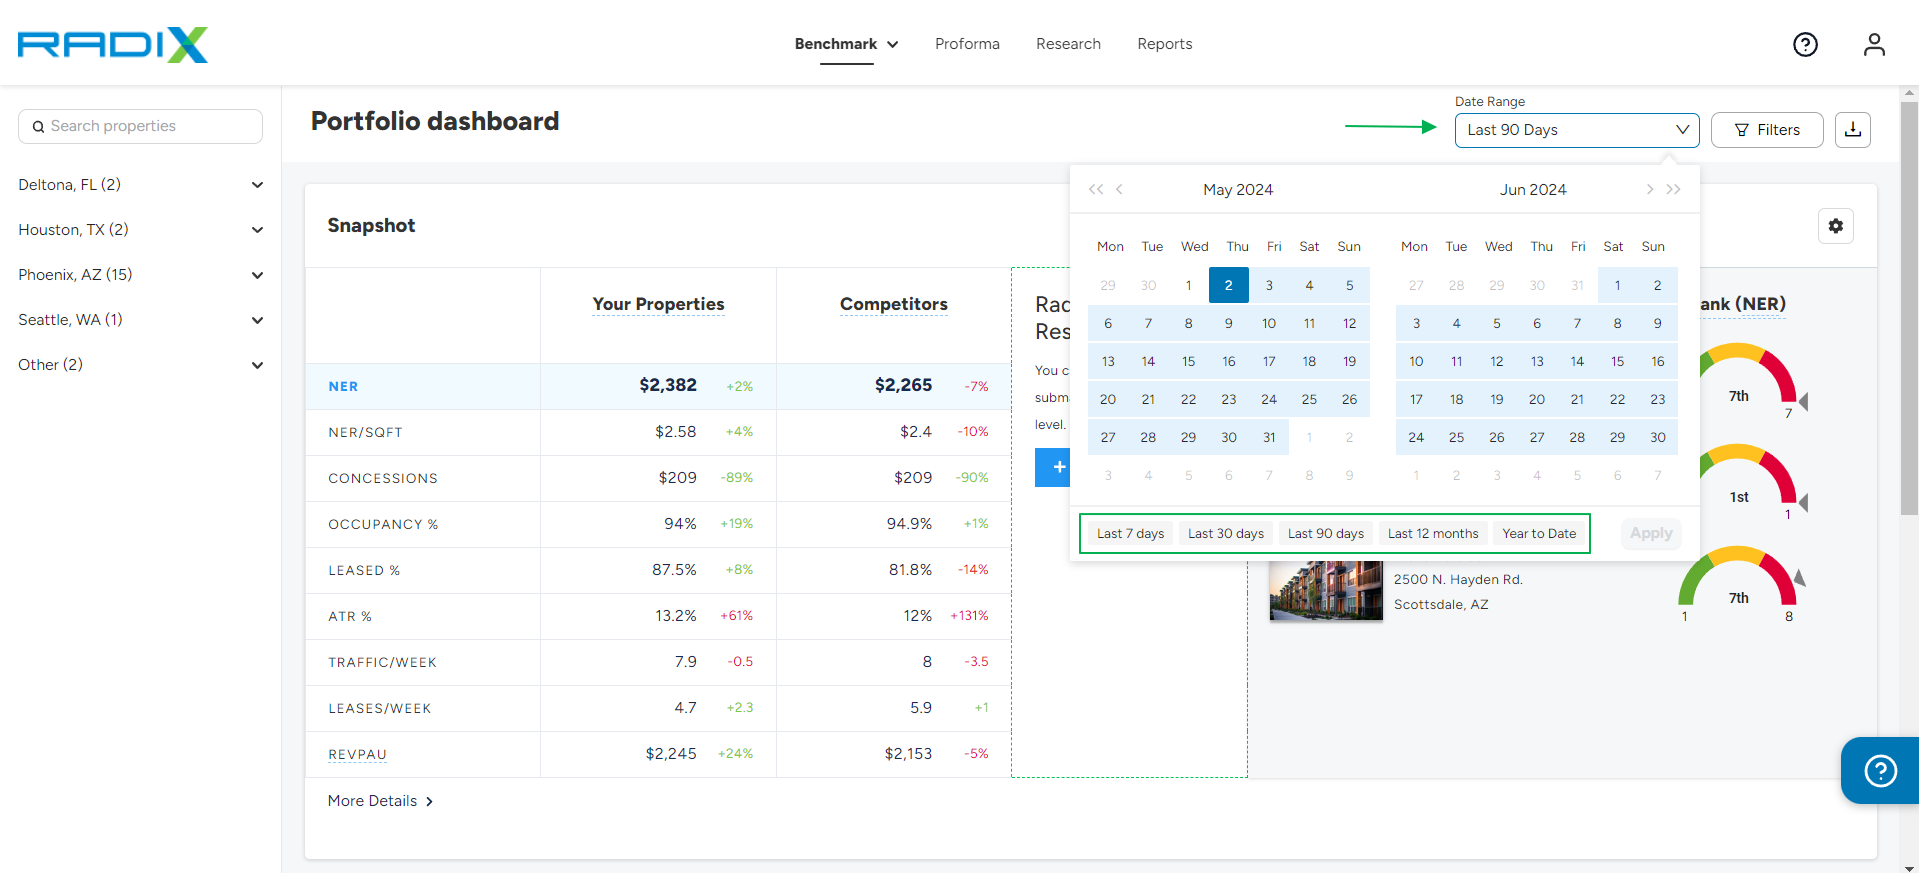 RADIX
Benchmark Proforma Research Reports
Search properties
Deltona, FL (2)
Houston, TX (2)
Phoenix, AZ (15)
Seattle, WA (1)
Other (2)
Portfolio dashboard
Date Range
Last 90 Days
Filters
Snapshot
Your Properties Competitors
NER $2,382 +2% $2,265 -7%
NER/SQFT $2.58 +4% $2.4 -10%
CONCESSIONS $209 -89% $209 -90%
OCCUPANCY % 94% +19% 94.9% +1%
LEASED % 87.5% +8% 81.8% -14%
ATR % 13.2% +61% 12% +131%
TRAFFIC/WEEK 7.9 -0.5 8 -3.5
LEASES/WEEK 4.7 +2.3 5.9 +1
REVPAU $2,245 +24% $2,153 -5%
More Details
Rad
Res
You c
subm
level.
+
May 2024
Mon Tue Wed Thu Fri Sat Sun
29 30 1 2 3 4 5
6 7 8 9 10 11 12
13 14 15 16 17 18 19
20 21 22 23 24 25 26
27 28 29 30 31 1 2
3 4 5 6 7 8 9
Jun 2024
Mon Tue Wed Thu Fri Sat Sun
27 28 29 30 31 1 2
3 4 5 6 7 8 9
10 11 12 13 14 15 16
17 18 19 20 21 22 23
24 25 26 27 28 29 30
1 2 3 4 5 6 7
Last 7 days Last 30 days Last 90 days Last 12 months Year to Date Apply
2500 N. Hayden Rd.
Scottsdale, AZ
ank (NER)
7th
7
1st
1
7th
1 8